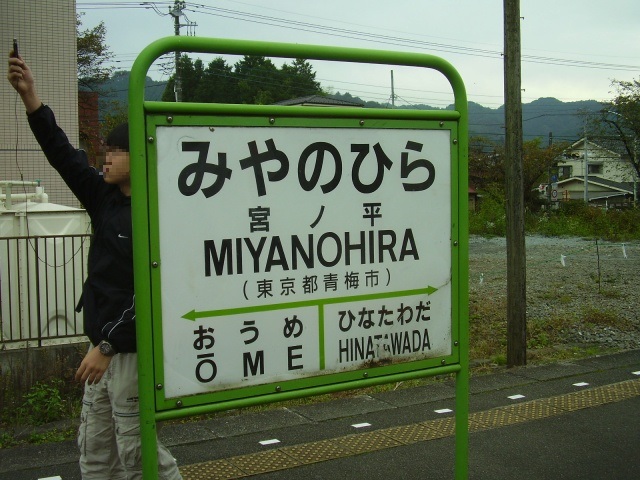 みやのひら
宮ノ平
MIYANOHIRA
(東京都青梅市)
おうめ ひなたわだ
ŌME HINATAWADA